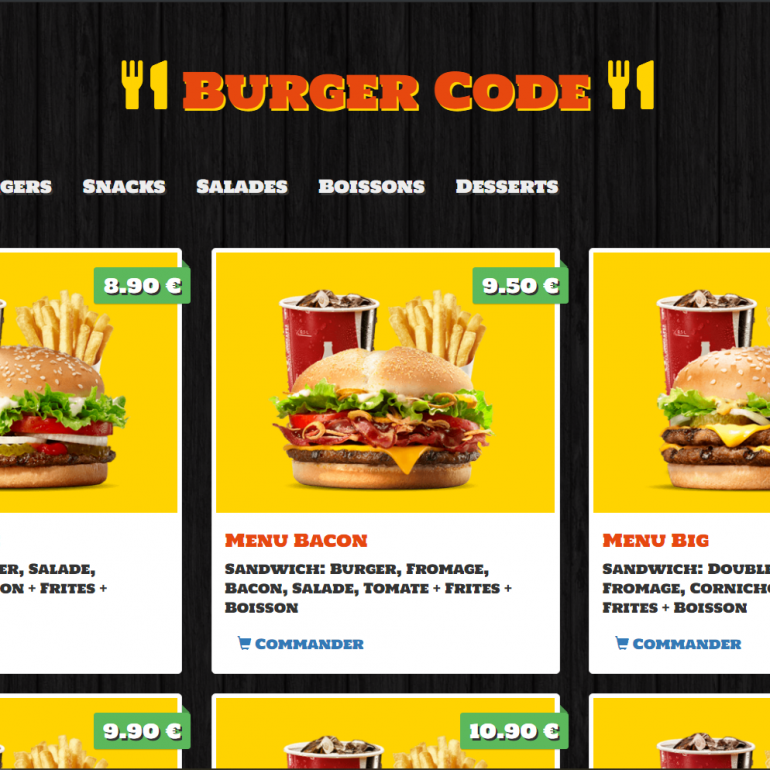 Burger Code
gers Snacks Salades Boissons Desserts
8.90 €
9.50 €
er, Salade,
on + Frites +
Menu Bacon
Sandwich: Burger, Fromage,
Bacon, Salade, Tomate + Frites +
Boisson
Commander
Menu Big
Sandwich: Double
Fromage, Cornicho
Frites + Boisson
Commander
9.90 €
10.90 €